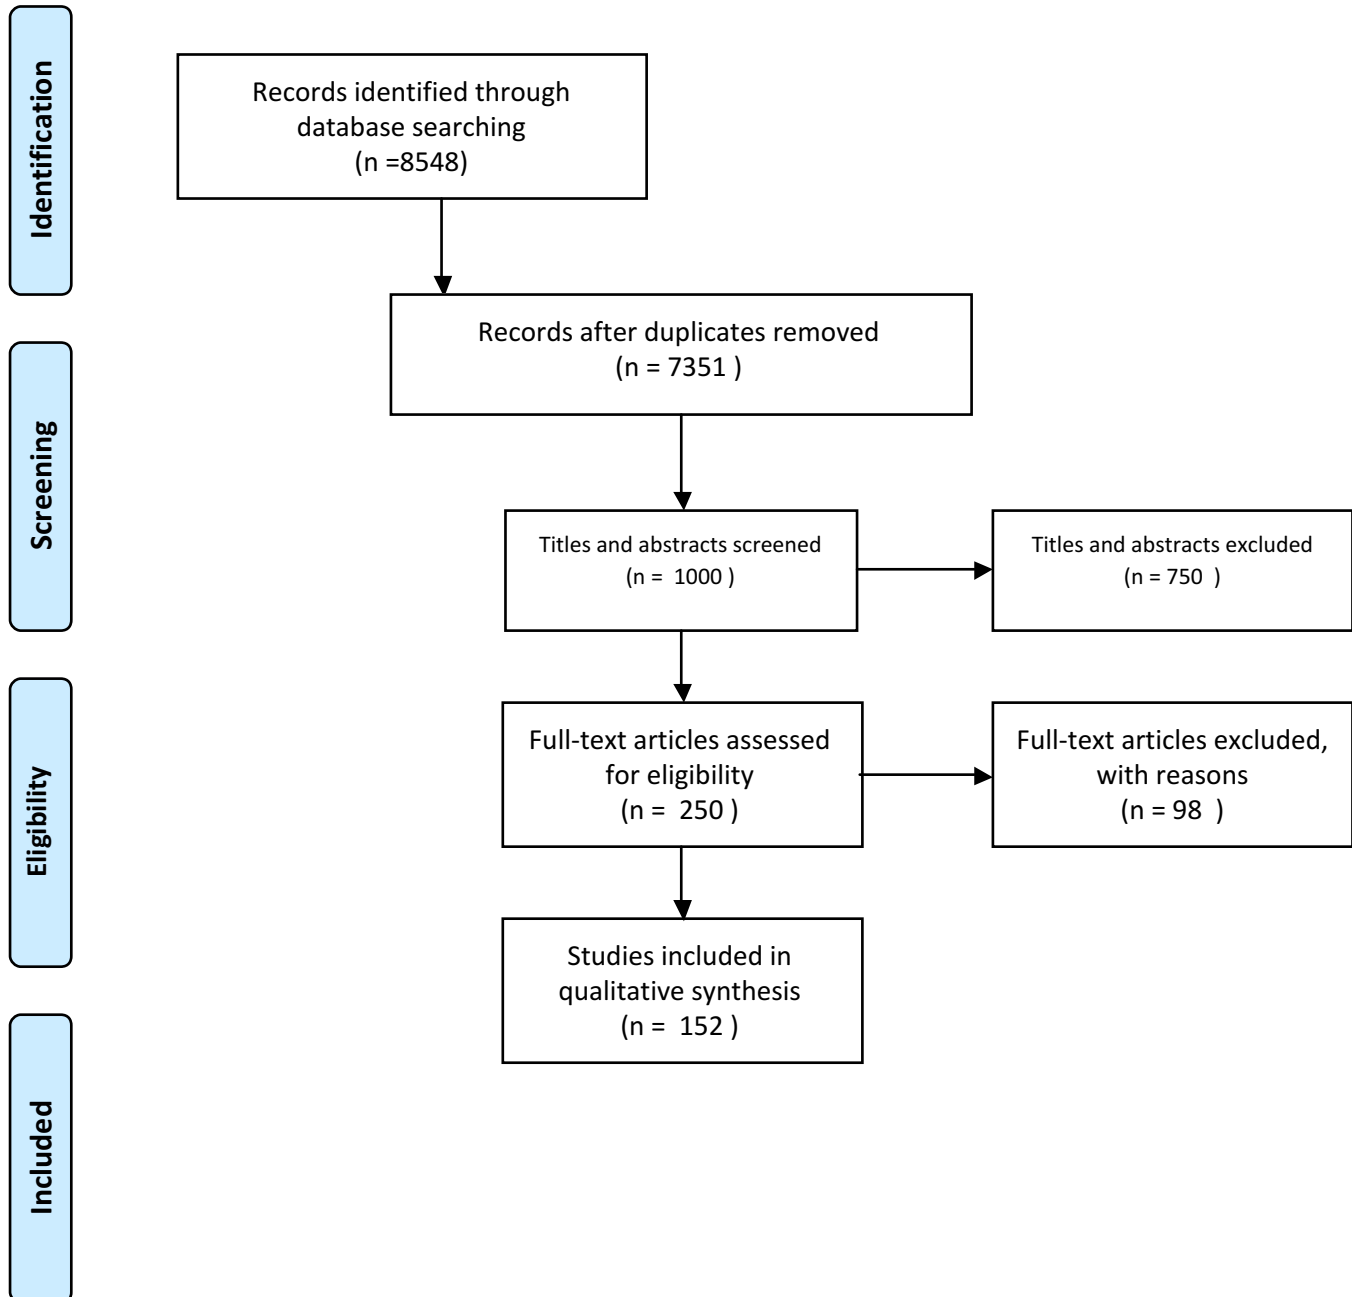 Identification
Records identified through
database searching
(n =8548)
Records after duplicates removed
(n = 7351 )
Screening
Titles and abstracts screened
(n =  1000 )
Titles and abstracts excluded
(n = 750  )
Eligibility
Full-text articles assessed
for eligibility
(n =  250 )
Full-text articles excluded,
with reasons
(n = 98  )
Studies included in
qualitative synthesis
(n =  152 )
Included